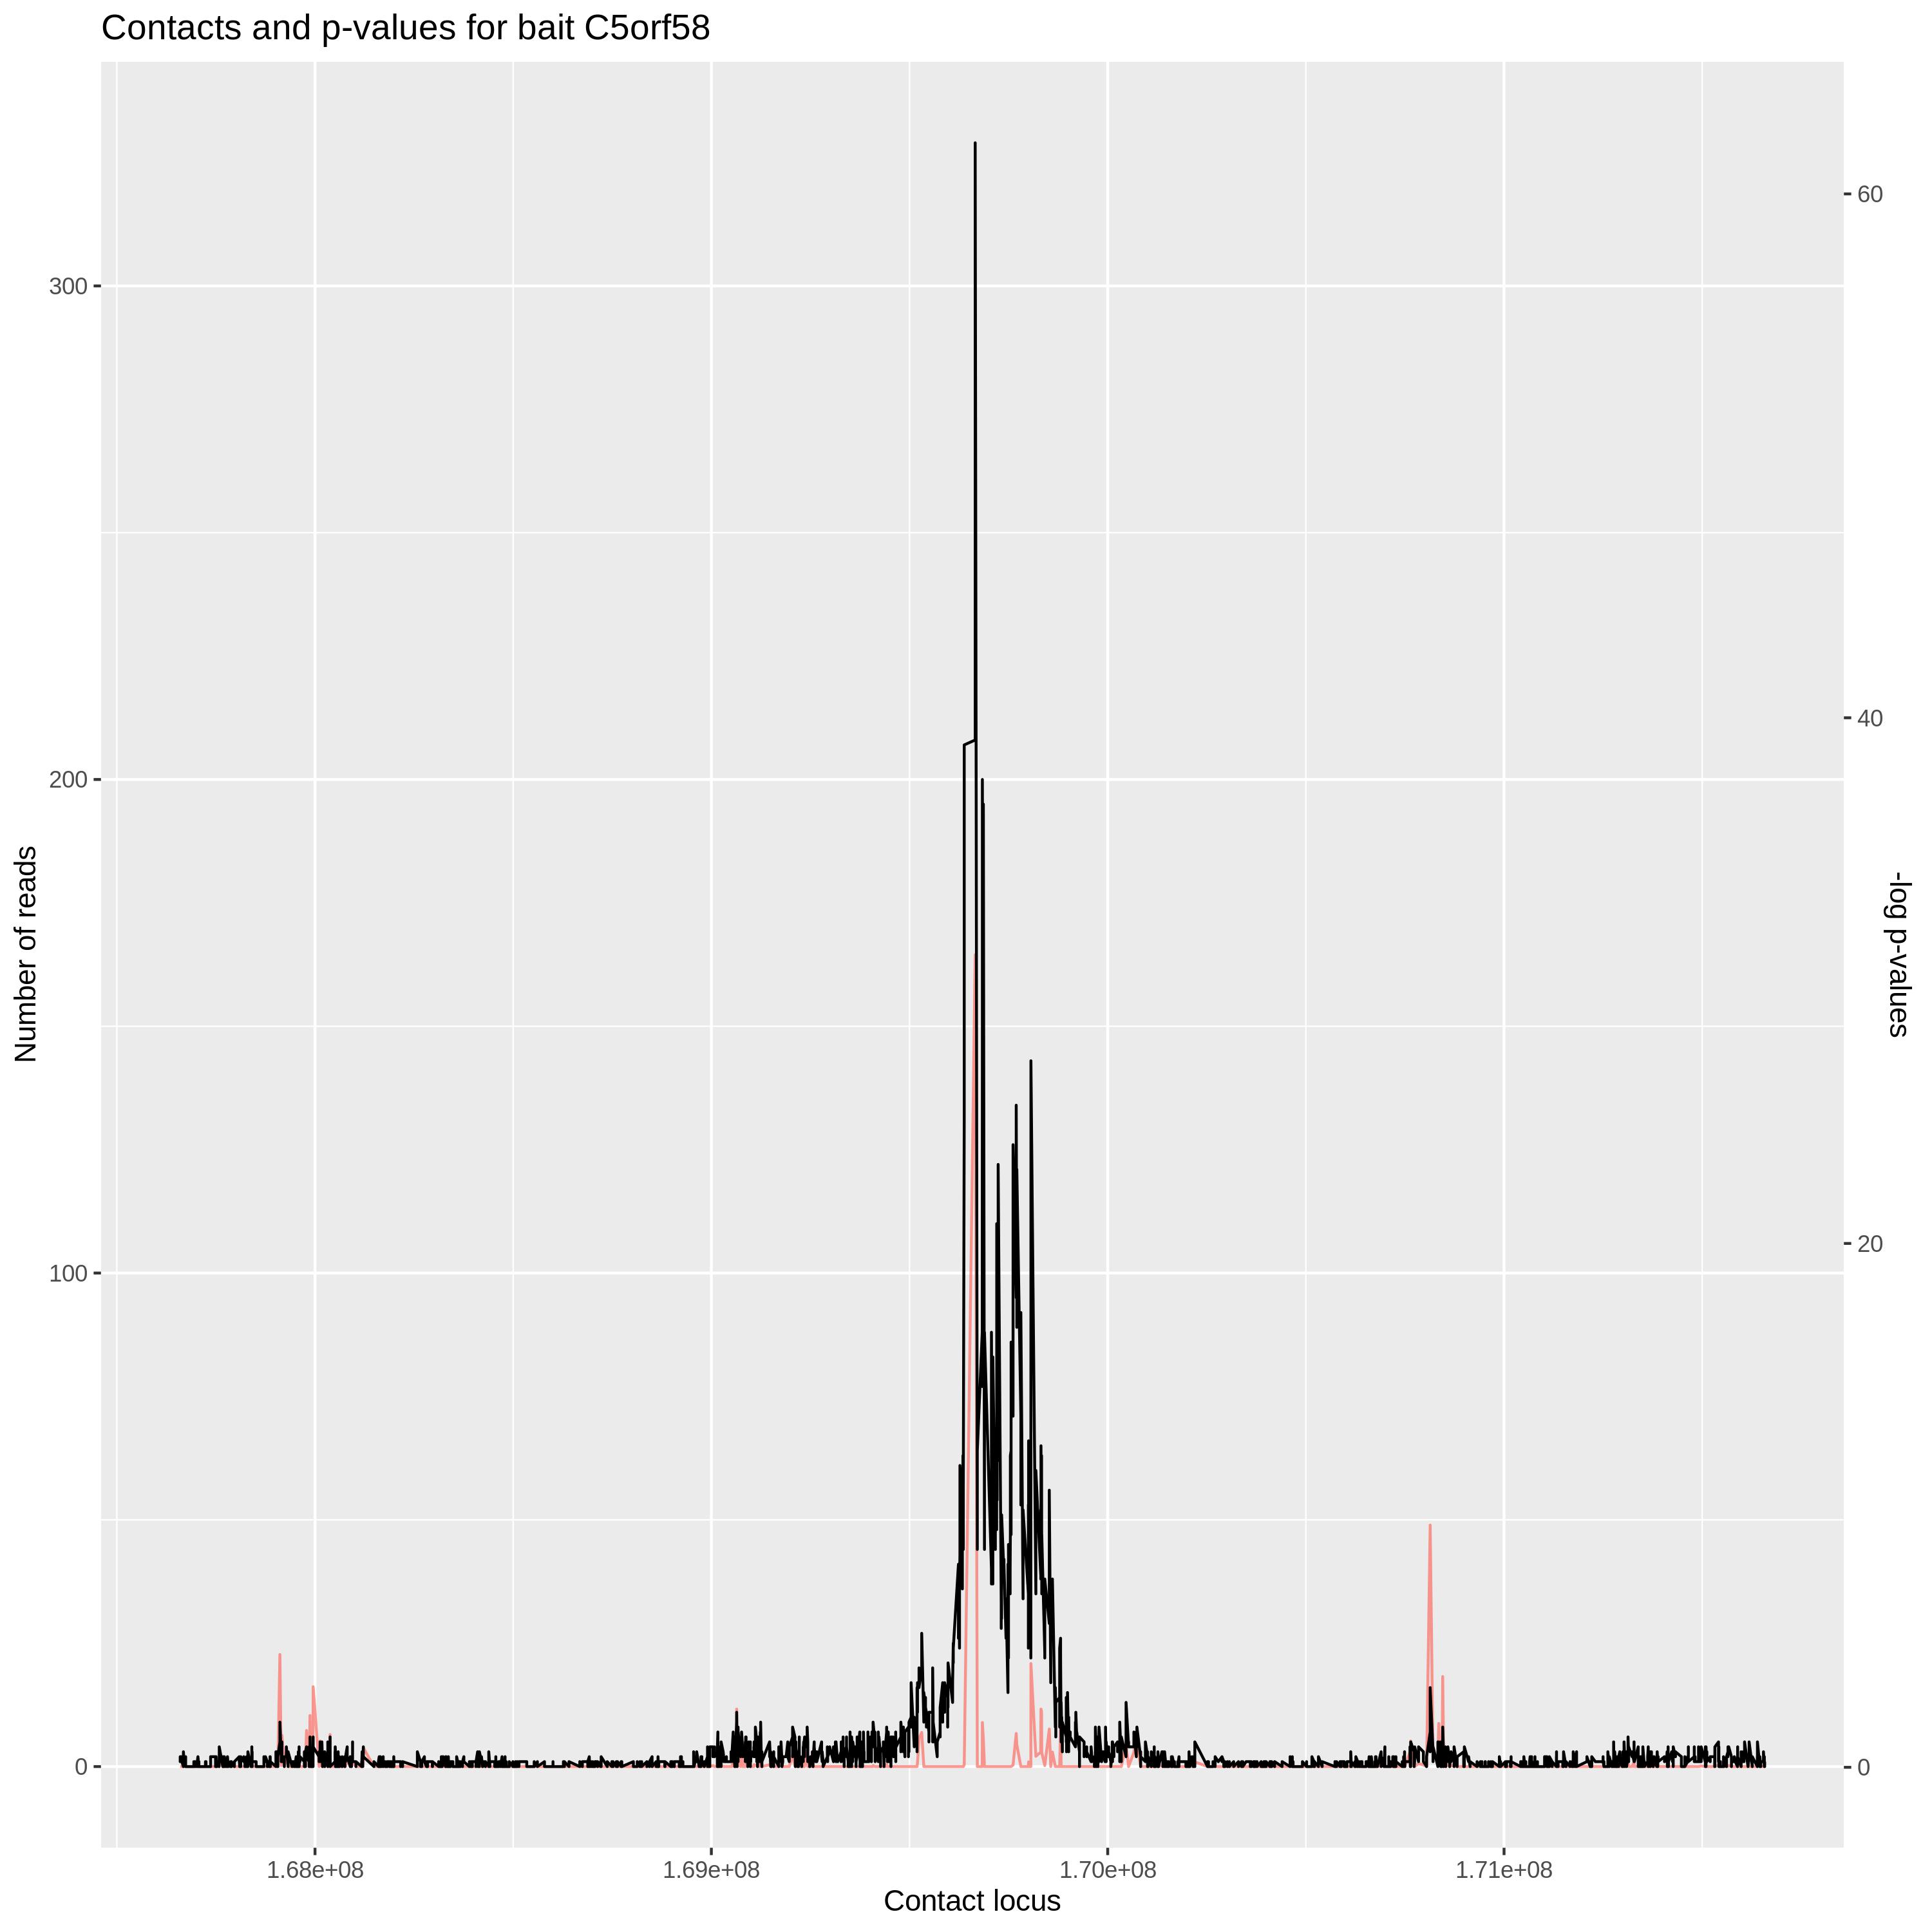 Contacts and p-values for bait C5orf58
300
200
100
0
Number of reads
60
40
20
0
-log p-values
1.68e+08
1.69e+08
1.70e+08
1.71e+08
Contact locus